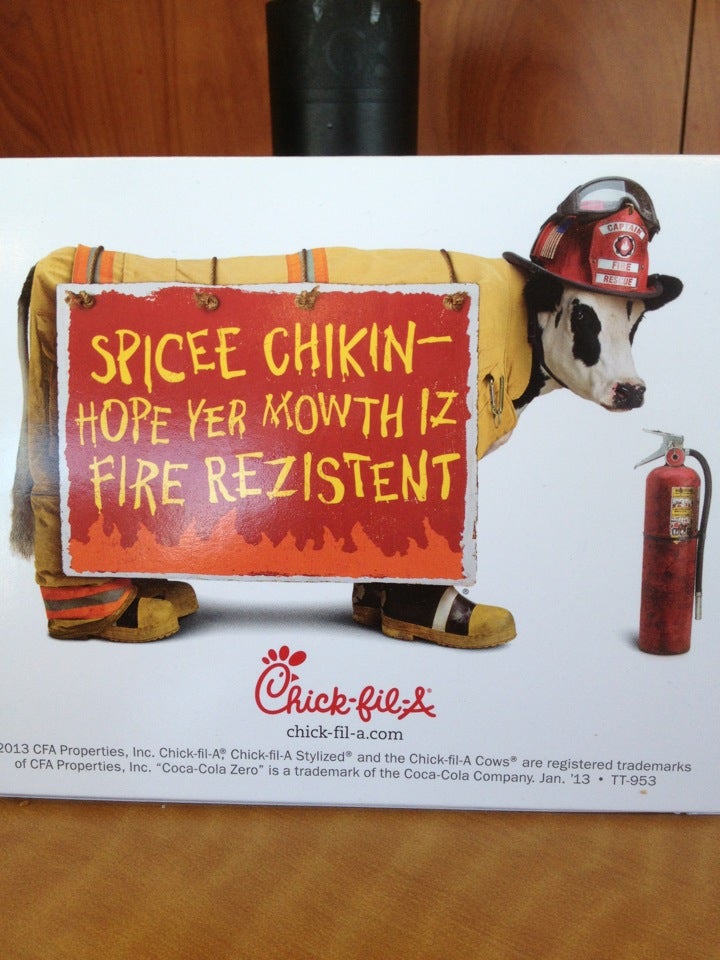 CAPTAIN
FIRE
RESCUE
SPICEE CHIKIN-
HOPE YER MOWTH IZ
FIRE REZISTENT
®
Chick-fil-A®
chick-fil-a.com
2013 CFA Properties, Inc. Chick-fil-A® Chick-fil-A Stylized® and the Chick-fil-A Cows® are registered trademarks
of CFA Properties, Inc. "Coca-Cola Zero" is a trademark of the Coca-Cola Company. Jan. '13 • TT-953